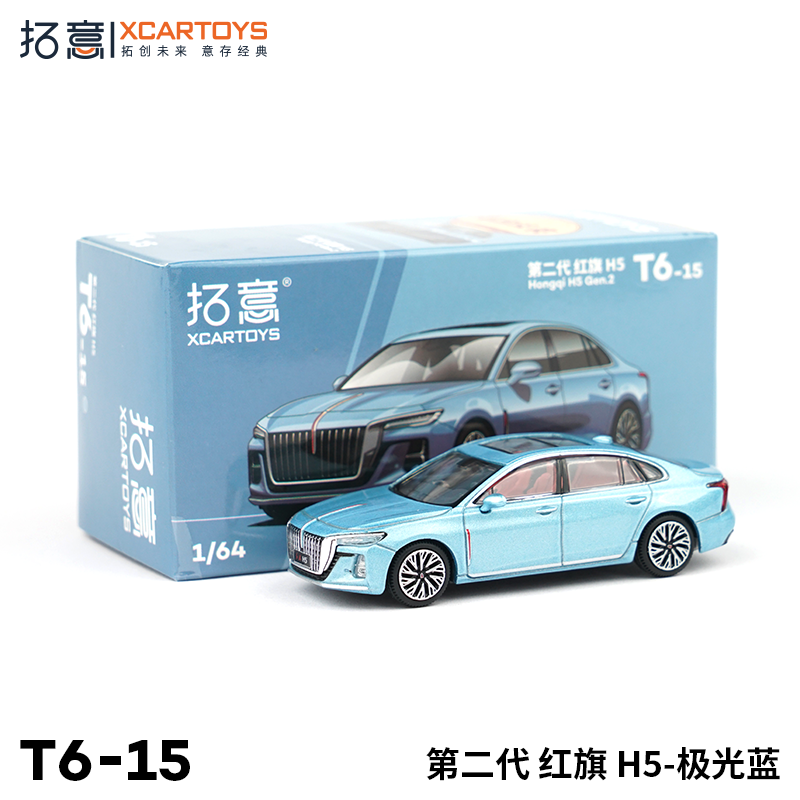 拓意 XCARTOYS
拓创未来 意存经典
第二代 红旗 H5 T6-15
Hongqi H5 Gen.2
拓意®
XCARTOYS
1/64
T6-15
拓意
XCARTOYS
H5
T6-15
第二代 红旗 H5-极光蓝